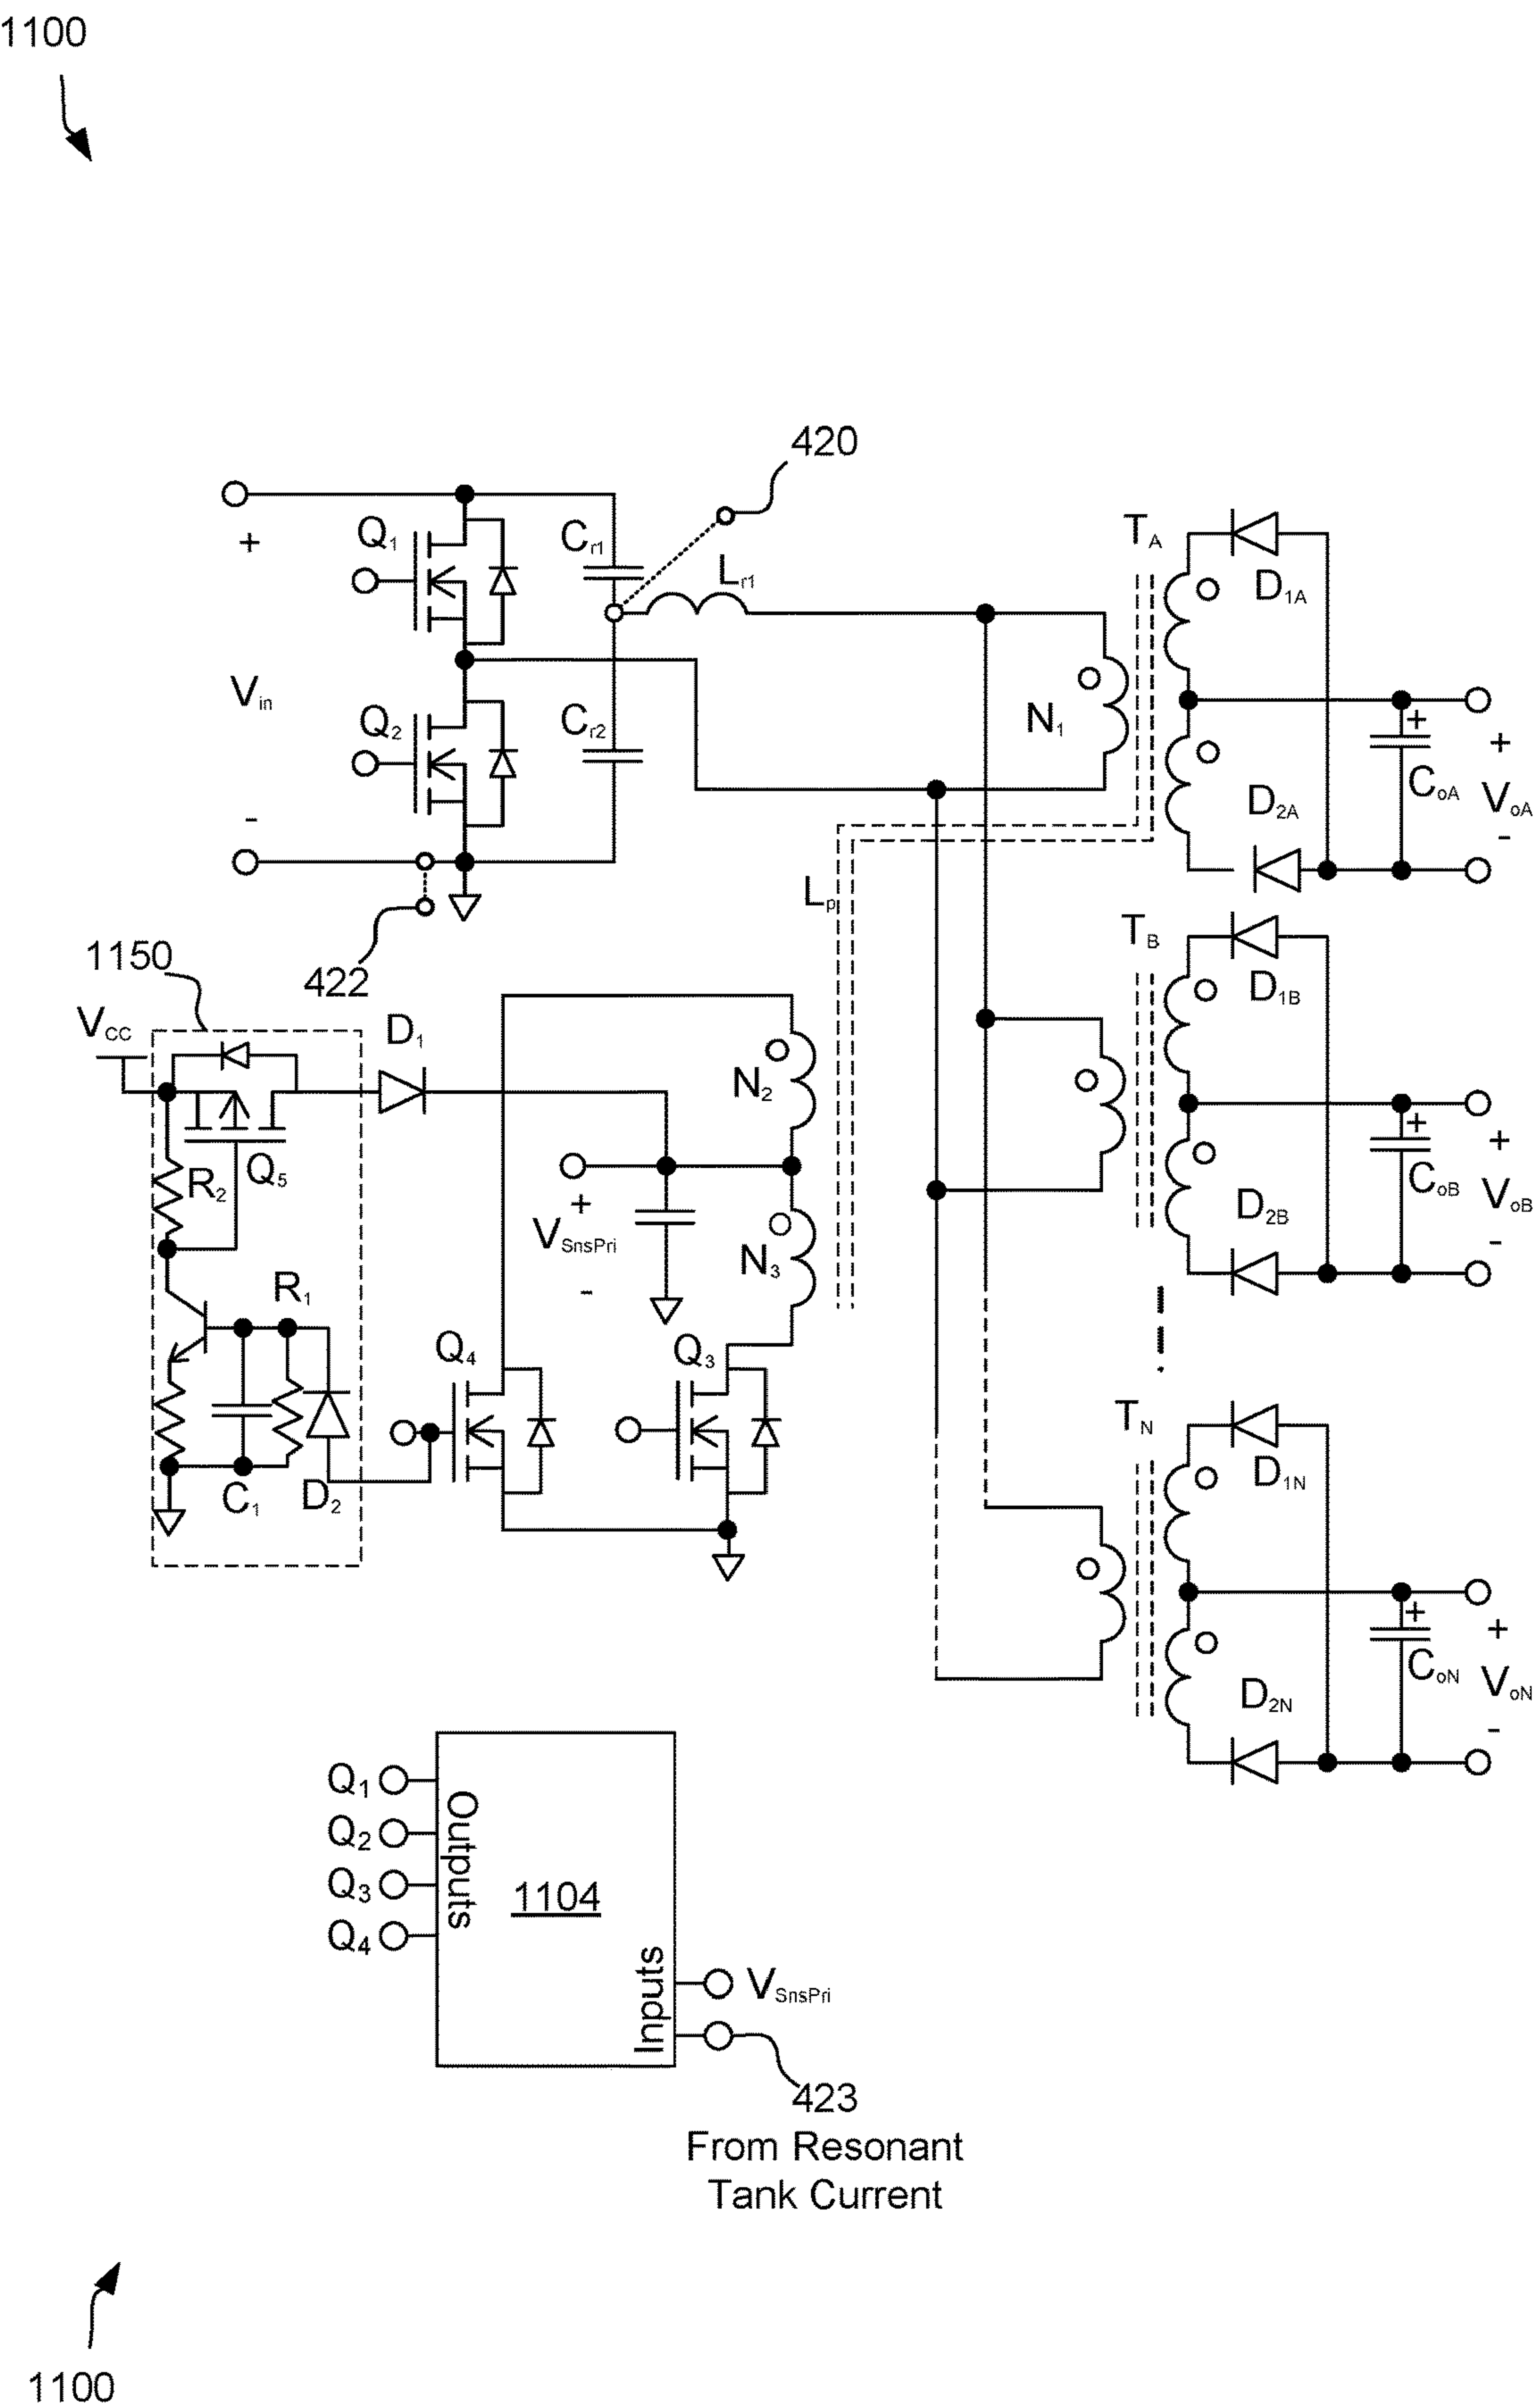 1100
420
+
Q1
Cr1
Lr1
TA
D1A
Vin
Q2
Cr2
N1
+
+
CoA
VoA
D2A
-
-
Lp
422
1150
VCC
D1
TB
D1B
N2
R2
Q5
+
VSnsPri
-
N3
+
+
CoB
VoB
D2B
-
R1
Q4
Q3
C1
D2
TN
D1N
+
+
CoN
VoN
D2N
-
Q1
Q2
Q3
Q4
Outputs
1104
Inputs
VSnsPri
423
From Resonant
Tank Current
1100